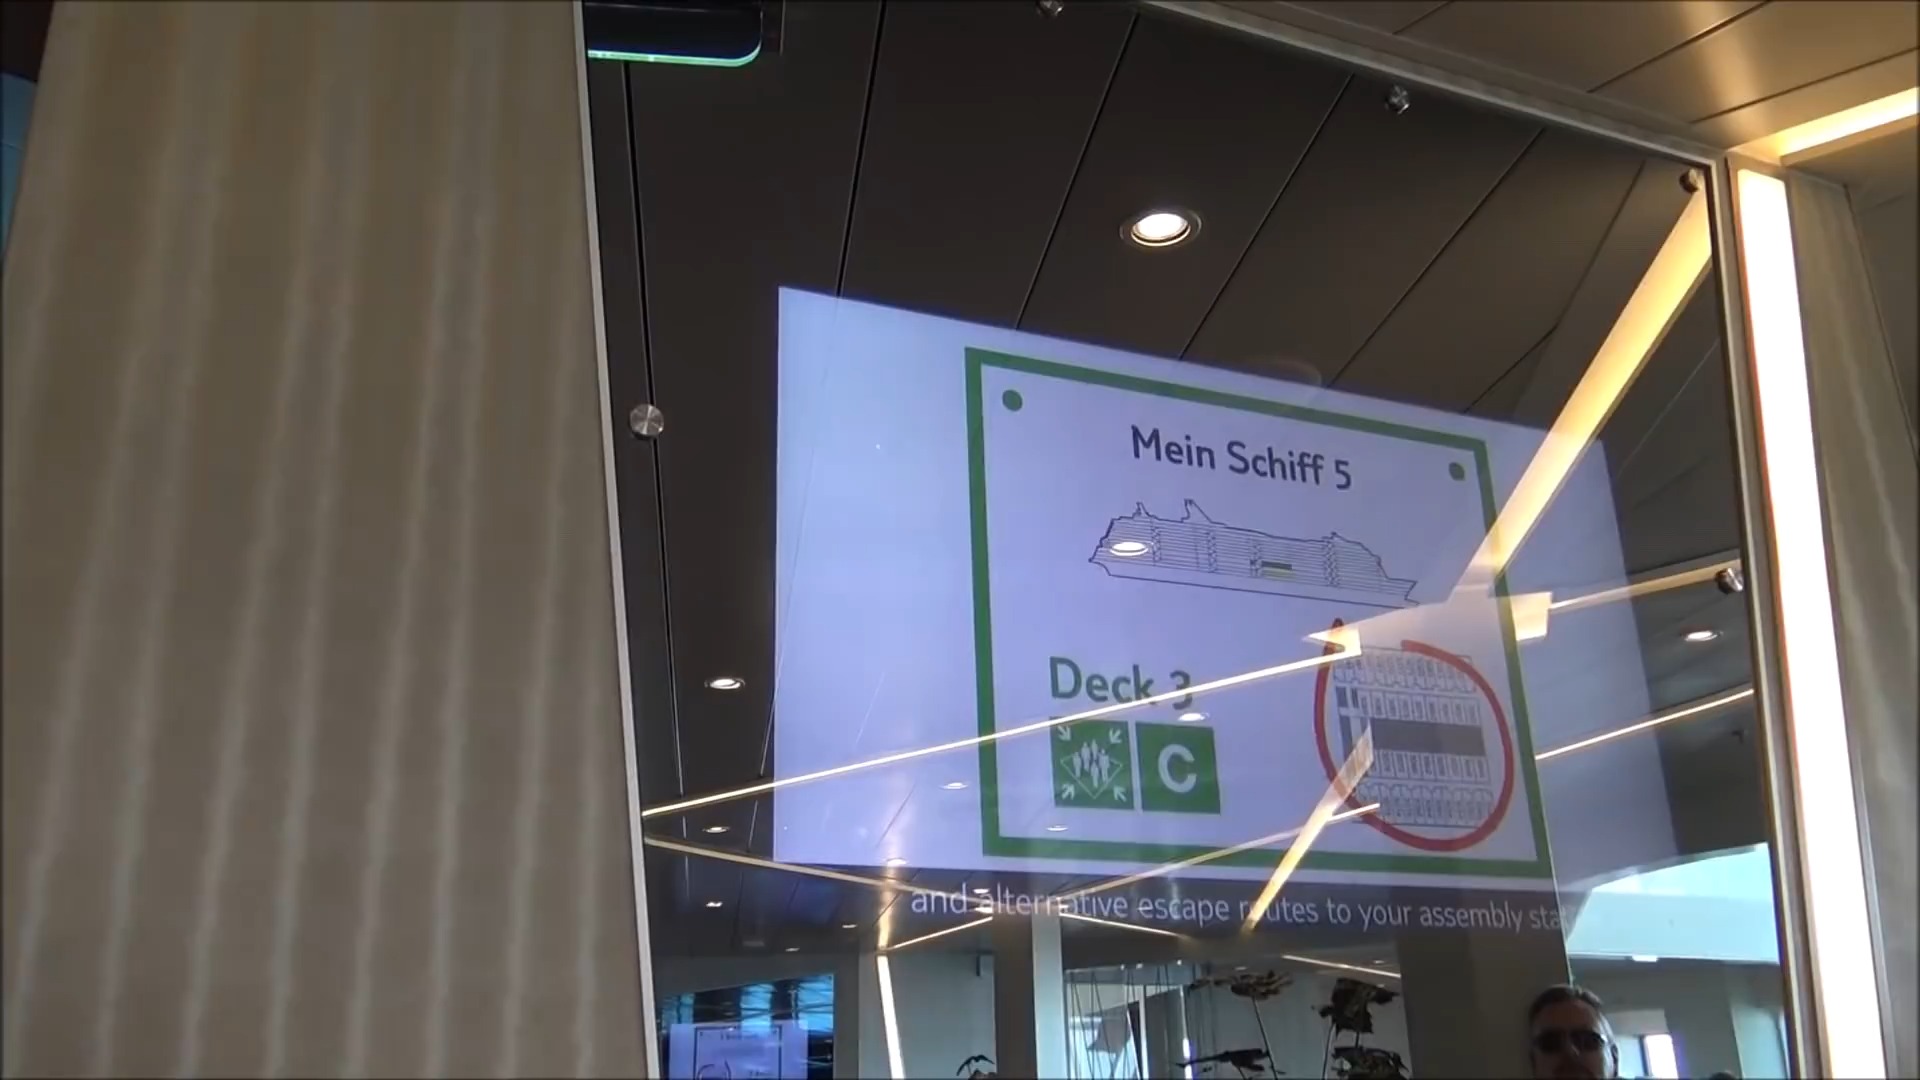 Mein Schiff 5
Deck 3
C
and alternative escape routes to your assembly sta